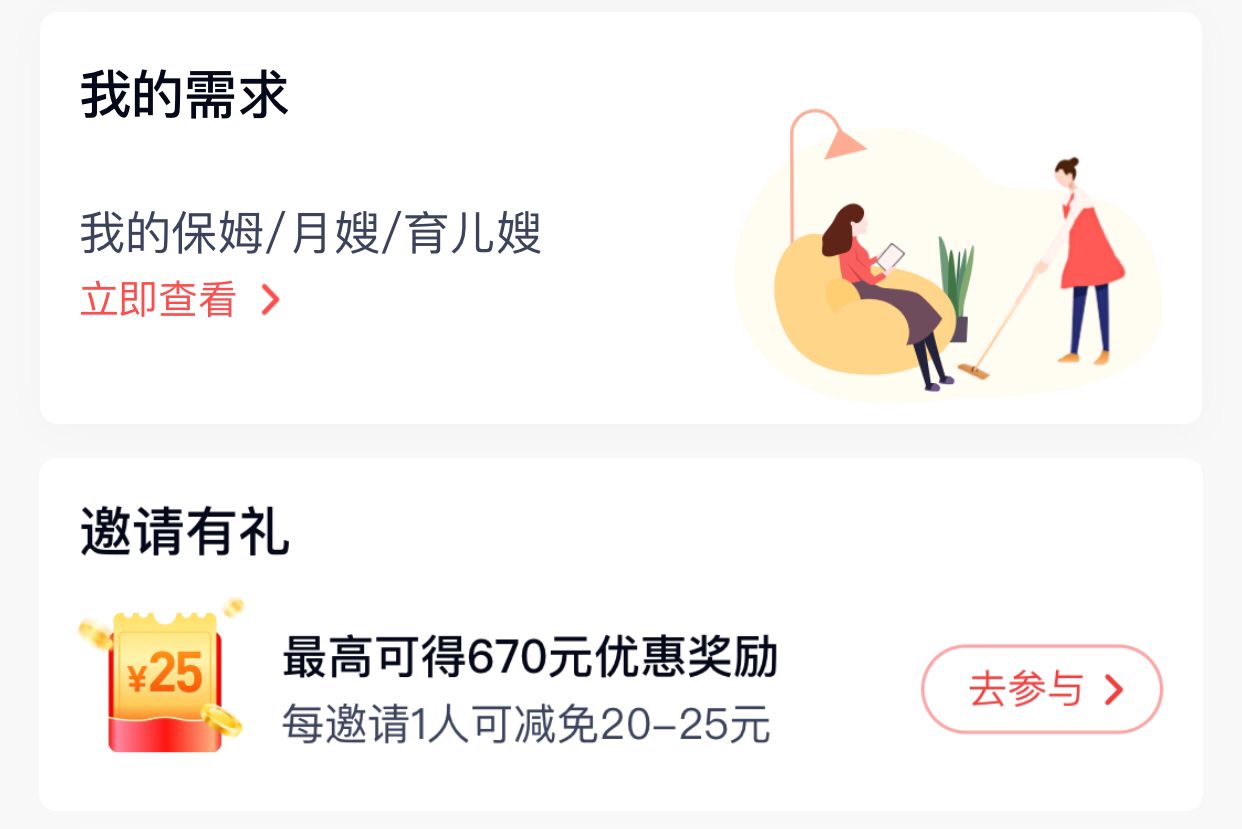 我的需求
我的保姆/月嫂/育儿嫂
立即查看
邀请有礼
¥25
最高可得670元优惠奖励
每邀请1人可减免20-25元
去参与